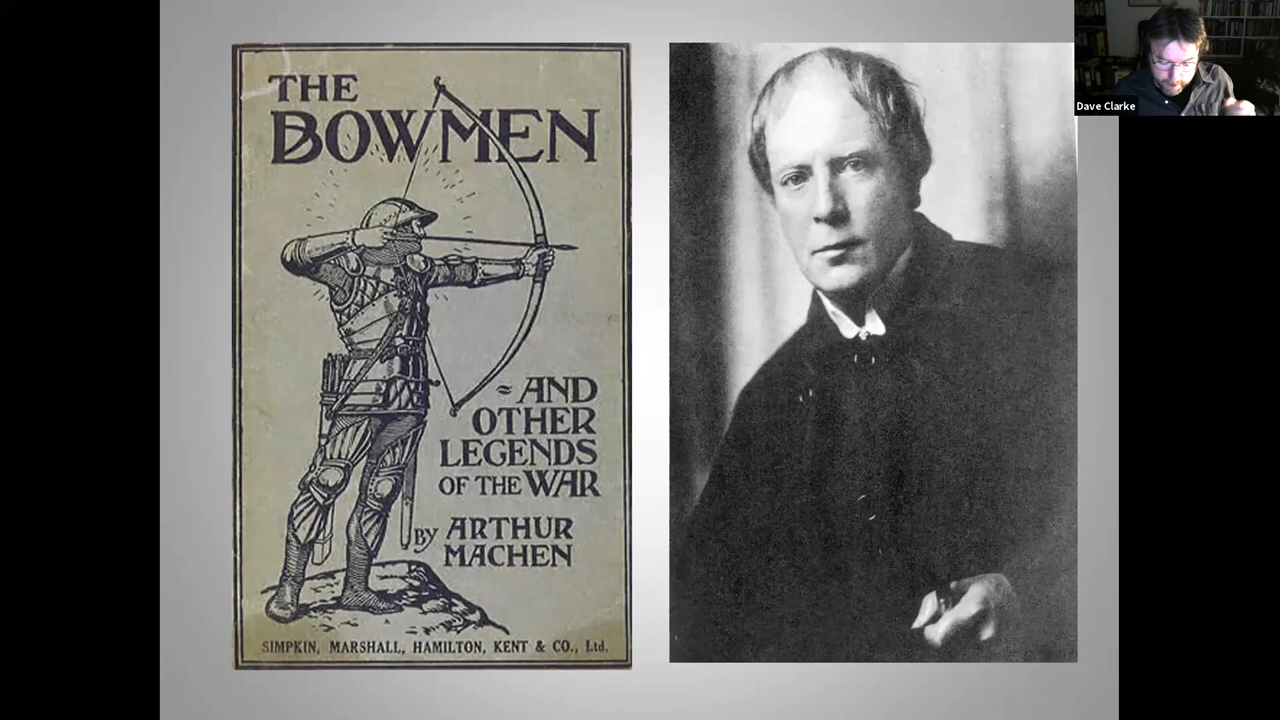 THE
BOWMEN
- AND
OTHER
LEGENDS
OF THE WAR
BY ARTHUR
MACHEN
SIMPKIN, MARSHALL, HAMILTON, KENT & CO., Ltd.
Dave Clarke